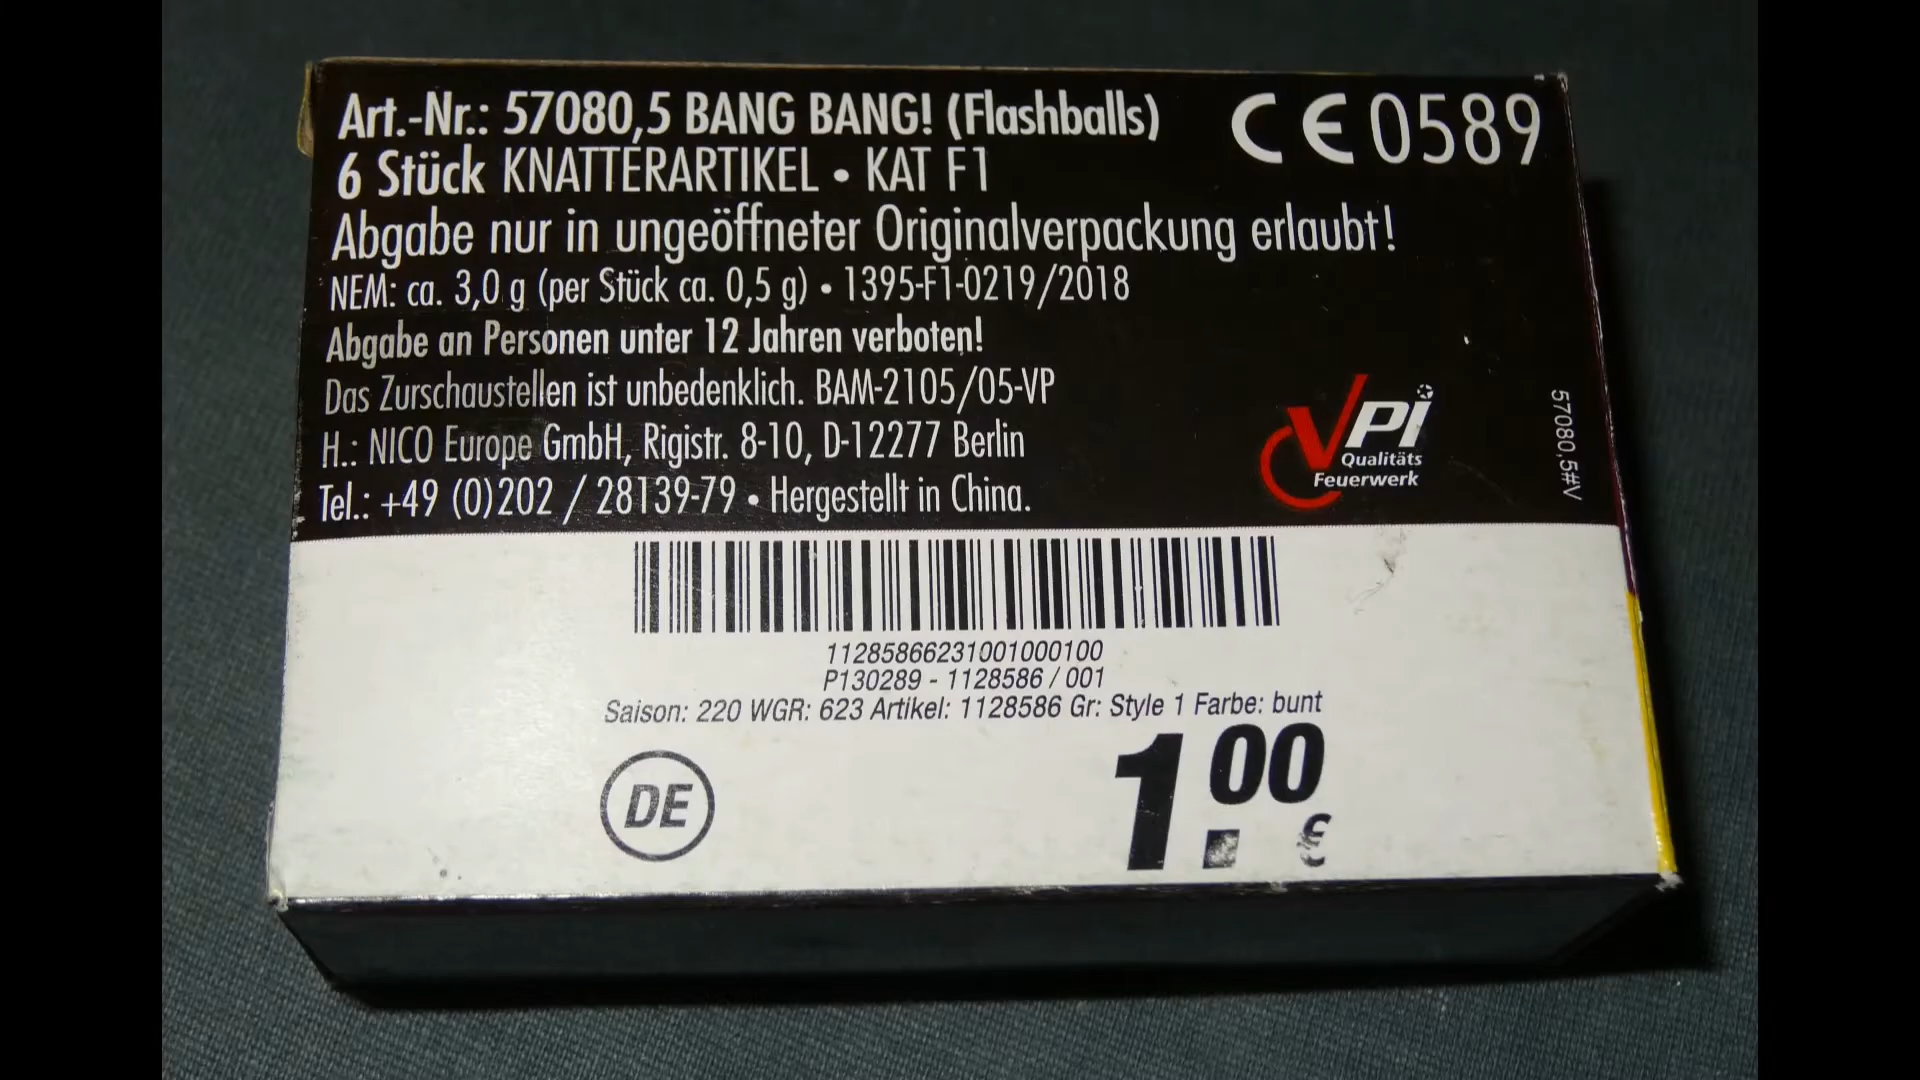 Art.-Nr.: 57080,5 BANG BANG! (Flashballs)
CE0589
6 Stück KNATTERARTIKEL • KAT F1
Abgabe nur in ungeöffneter Originalverpackung erlaubt!
NEM: ca. 3,0 g (per Stück ca. 0,5 g) • 1395-F1-0219/2018
Abgabe an Personen unter 12 Jahren verboten!
Das Zurschaustellen ist unbedenklich. BAM-2105/05-VP
H.: NICO Europe GmbH, Rigistr. 8-10, D-12277 Berlin
Tel.: +49 (0)202 / 28139-79 • Hergestellt in China.
VPi
Qualitäts
Feuerwerk
57080,5#V
11285866231001000100
P130289 - 1128586 / 001
Saison: 220 WGR: 623 Artikel: 1128586 Gr: Style 1 Farbe: bunt
DE
1.00 €